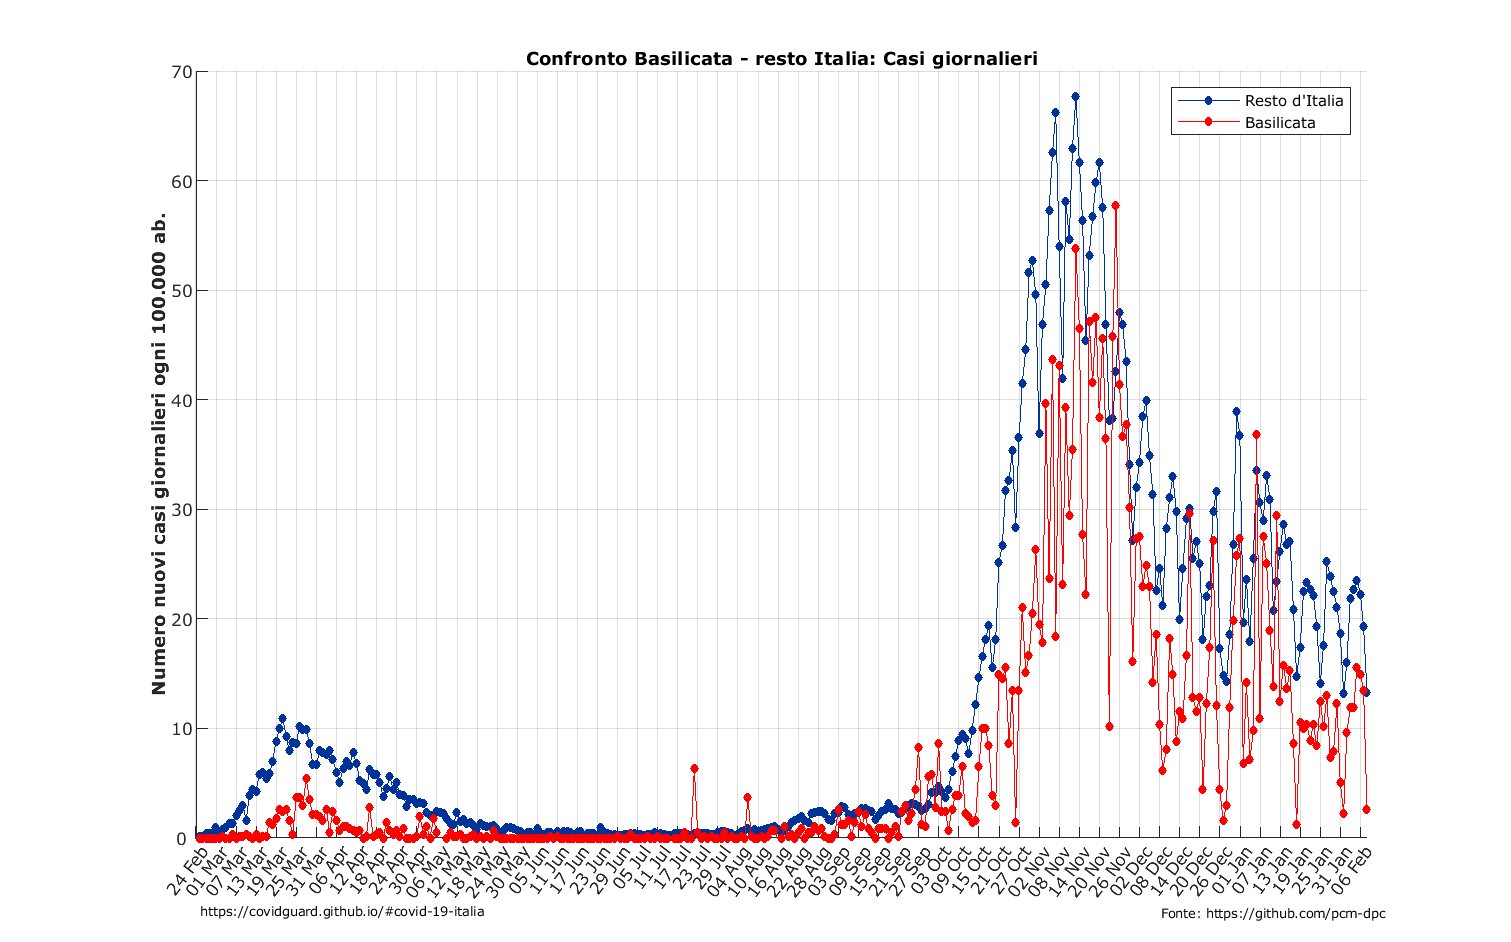 Confronto Basilicata - resto Italia: Casi giornalieri
Resto d'Italia
Basilicata
Numero nuovi casi giornalieri ogni 100.000 ab.
70
60
50
40
30
20
10
0
24 Feb
01 Mar
07 Mar
13 Mar
19 Mar
25 Mar
31 Mar
06 Apr
12 Apr
18 Apr
24 Apr
30 Apr
06 May
12 May
18 May
24 May
30 May
05 Jun
11 Jun
17 Jun
23 Jun
29 Jun
05 Jul
11 Jul
17 Jul
23 Jul
29 Jul
04 Aug
10 Aug
16 Aug
22 Aug
28 Aug
03 Sep
09 Sep
15 Sep
21 Sep
27 Sep
03 Oct
09 Oct
15 Oct
21 Oct
27 Oct
02 Nov
08 Nov
14 Nov
20 Nov
26 Nov
02 Dec
08 Dec
14 Dec
20 Dec
26 Dec
01 Jan
07 Jan
13 Jan
19 Jan
25 Jan
31 Jan
06 Feb
https://covidguard.github.io/#covid-19-italia
Fonte: https://github.com/pcm-dpc